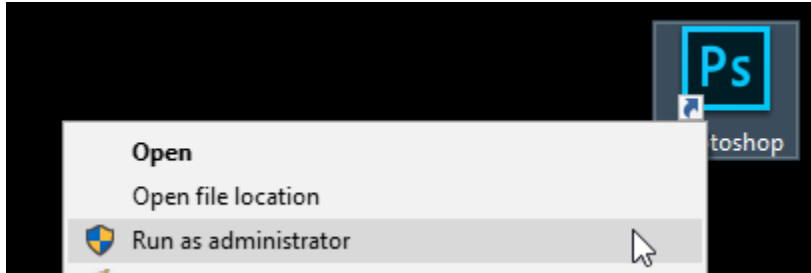 Ps
toshop
Open
Open file location
Run as administrator